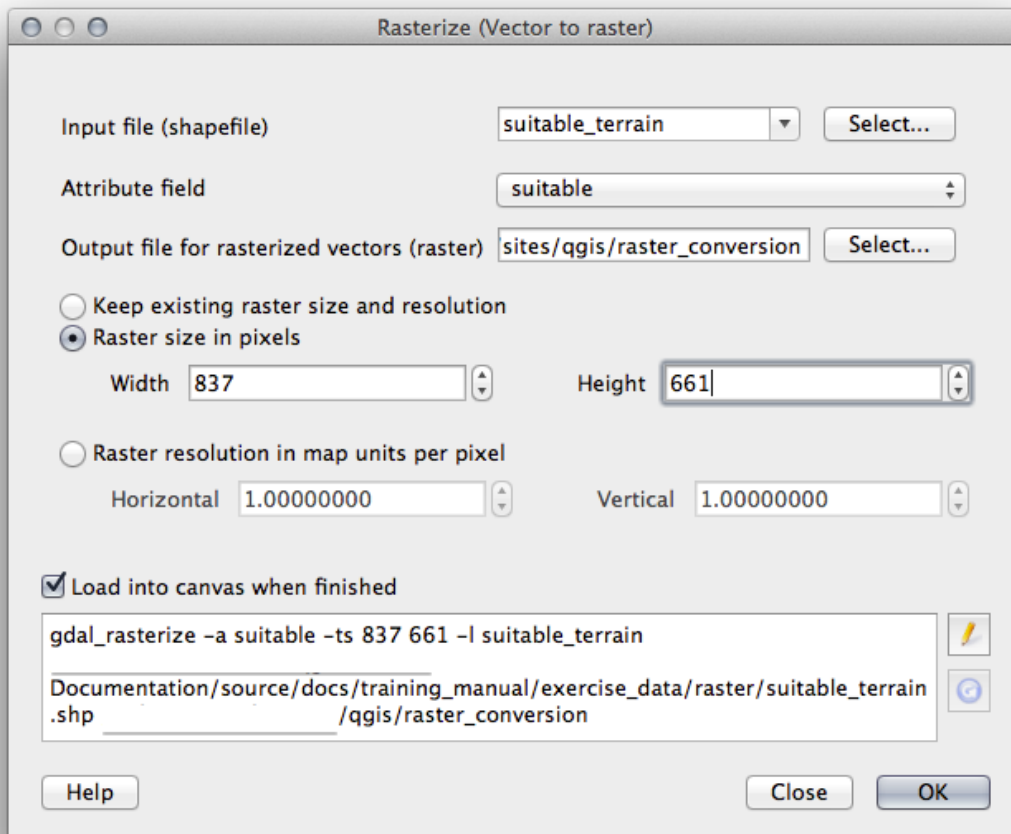 Rasterize (Vector to raster)
Input file (shapefile) suitable_terrain Select...
Attribute field suitable
Output file for rasterized vectors (raster) sites/qgis/raster_conversion Select...
Keep existing raster size and resolution
Raster size in pixels
Width 837 Height 661
Raster resolution in map units per pixel
Horizontal 1.00000000 Vertical 1.00000000
Load into canvas when finished
gdal_rasterize -a suitable -ts 837 661 -l suitable_terrain
Documentation/source/docs/training_manual/exercise_data/raster/suitable_terrain
.shp /qgis/raster_conversion
Help Close OK